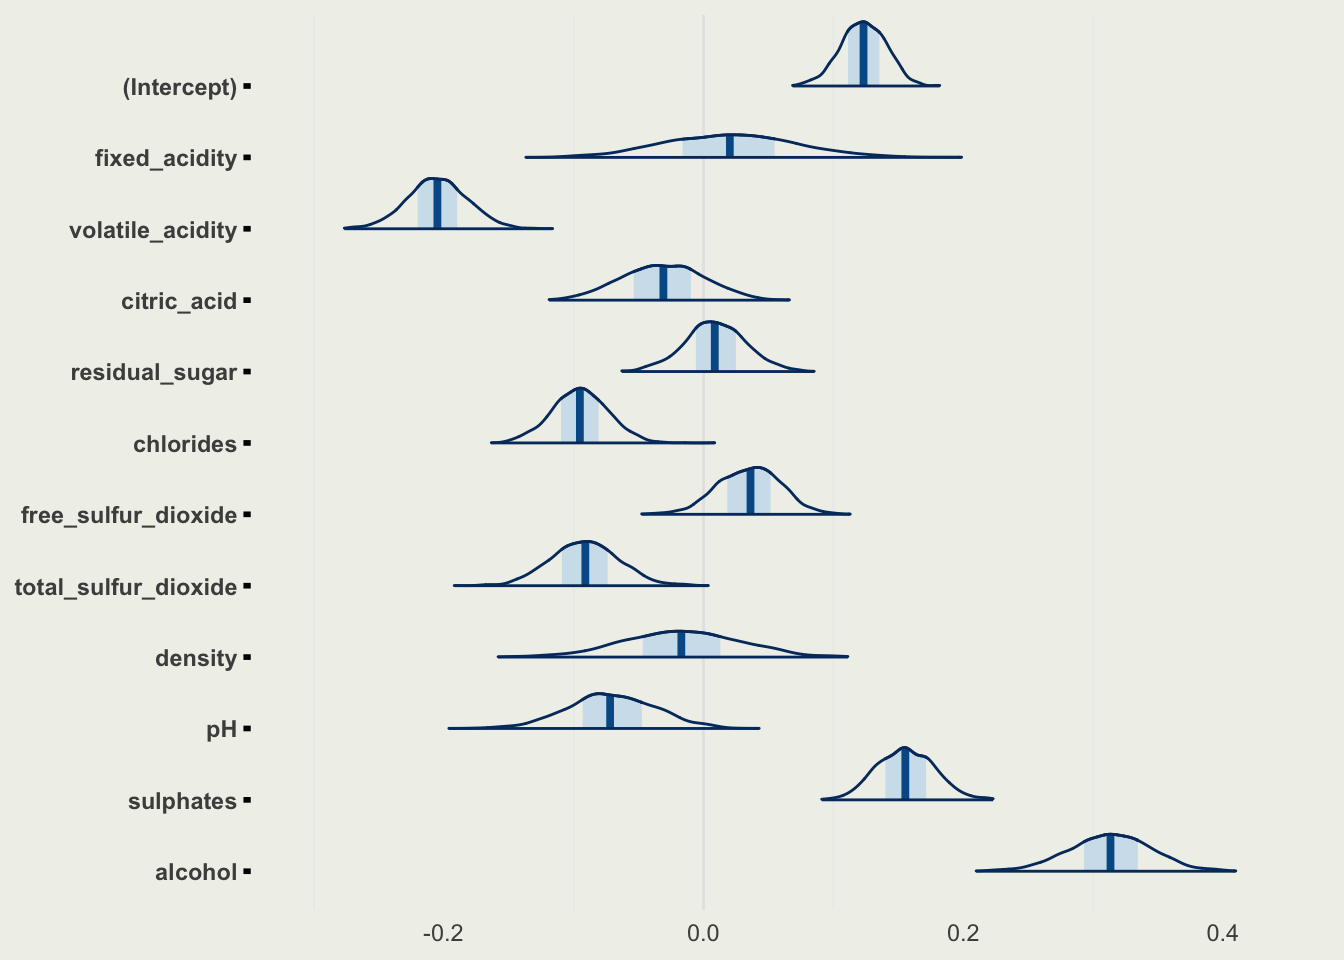 (Intercept)
fixed_acidity
volatile_acidity
citric_acid
residual_sugar
chlorides
free_sulfur_dioxide
total_sulfur_dioxide
density
pH
sulphates
alcohol
-0.2 0.0 0.2 0.4